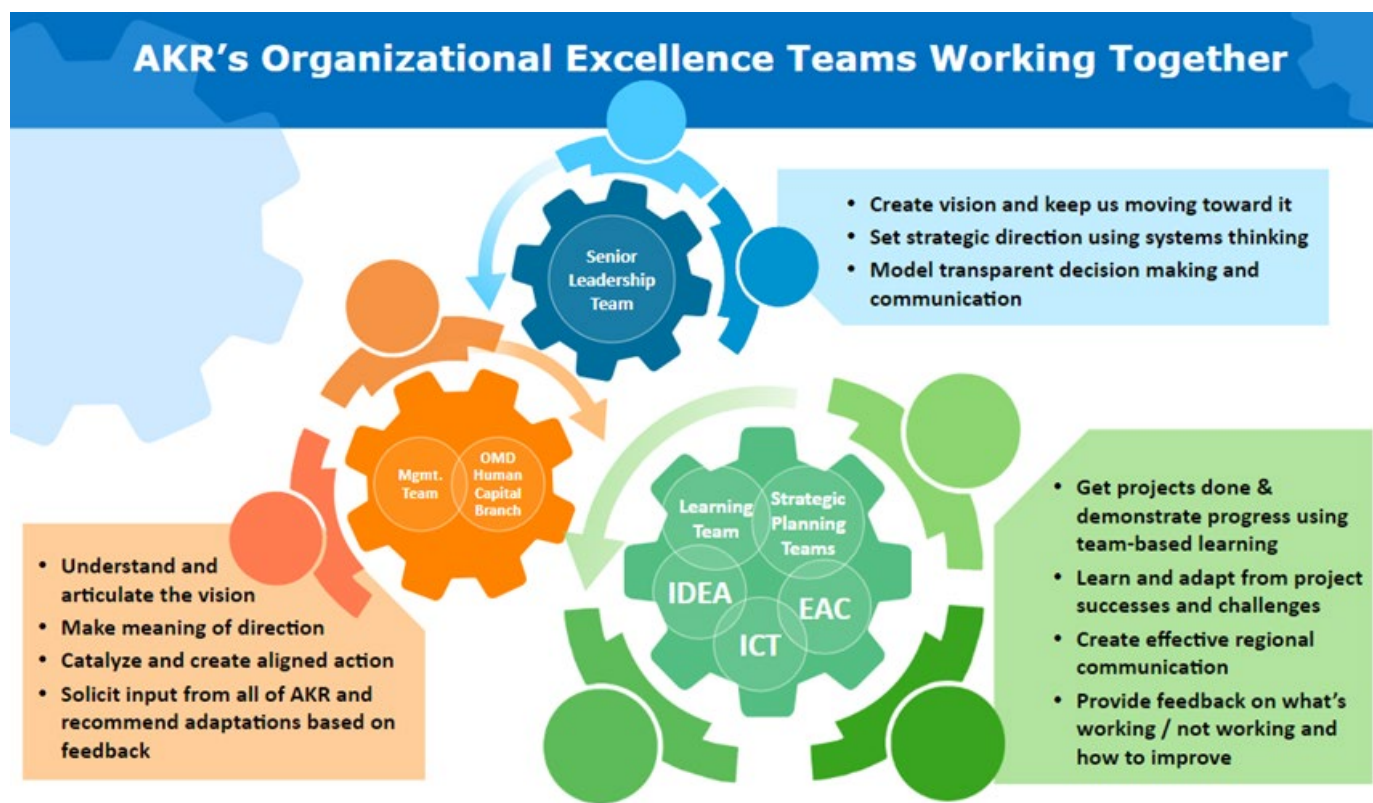 AKR’s Organizational Excellence Teams Working Together
Senior
Leadership
Team
• Create vision and keep us moving toward it
• Set strategic direction using systems thinking
• Model transparent decision making and
communication
Mgmt.
Team
OMD
Human
Capital
Branch
• Understand and
articulate the vision
• Make meaning of direction
• Catalyze and create aligned action
• Solicit input from all of AKR and
recommend adaptations based on
feedback
Learning
Team
Strategic
Planning
Teams
IDEA
EAC
ICT
• Get projects done &
demonstrate progress using
team-based learning
• Learn and adapt from project
successes and challenges
• Create effective regional
communication
• Provide feedback on what’s
working / not working and
how to improve